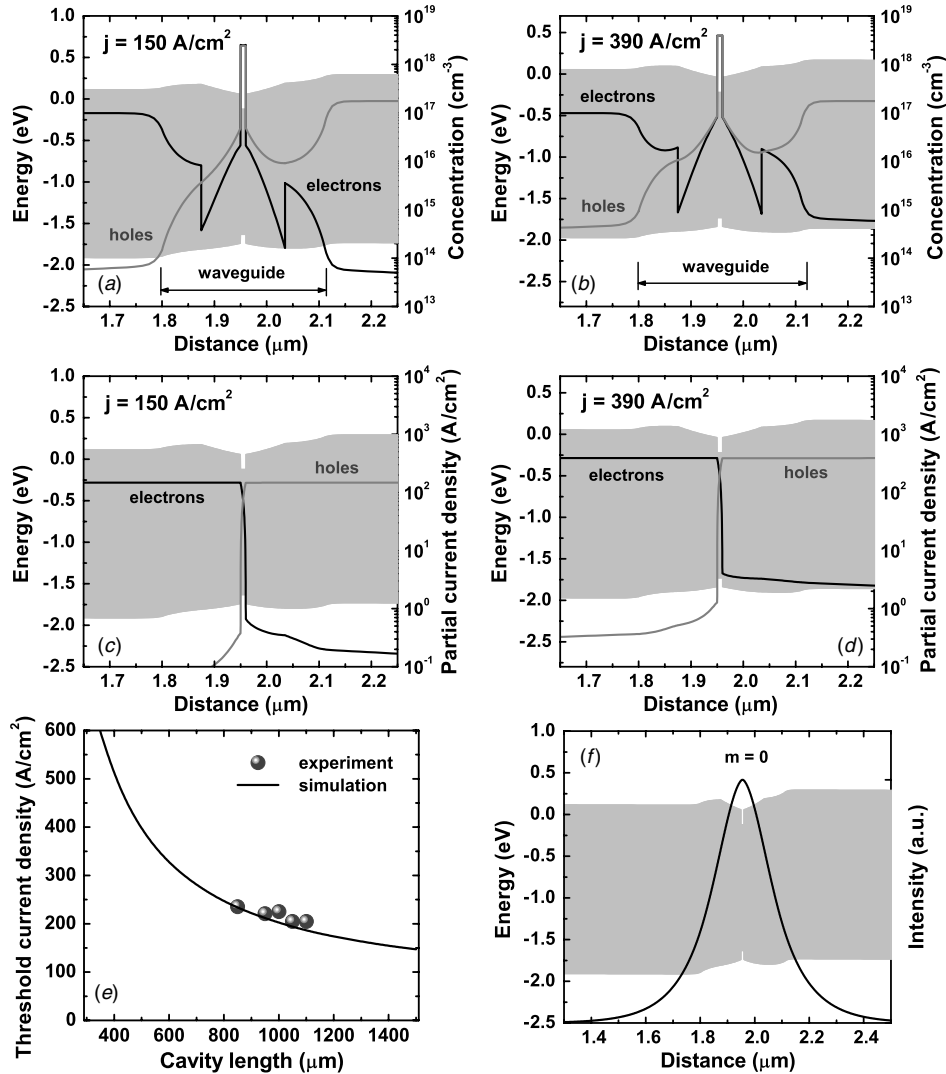 j = 150 A/cm²
electrons
holes
waveguide
(a)
1.0
0.5
0.0
-0.5
-1.0
-1.5
-2.0
-2.5
Energy (eV)
1.7 1.8 1.9 2.0 2.1 2.2
Distance (μm)
10¹⁹
10¹⁸
10¹⁷
10¹⁶
10¹⁵
10¹⁴
10¹³
Concentration (cm⁻³)
j = 390 A/cm²
electrons
holes
waveguide
(b)
0.5
0.0
-0.5
-1.0
-1.5
-2.0
-2.5
Energy (eV)
1.7 1.8 1.9 2.0 2.1 2.2
Distance (μm)
10¹⁹
10¹⁸
10¹⁷
10¹⁶
10¹⁵
10¹⁴
10¹³
Concentration (cm⁻³)
j = 150 A/cm²
holes
electrons
(c)
1.0
0.5
0.0
-0.5
-1.0
-1.5
-2.0
-2.5
Energy (eV)
1.7 1.8 1.9 2.0 2.1 2.2
Distance (μm)
10⁴
10³
10²
10¹
10⁰
10⁻¹
Partial current density (A/cm²)
j = 390 A/cm²
electrons
holes
(d)
0.5
0.0
-0.5
-1.0
-1.5
-2.0
-2.5
Energy (eV)
1.7 1.8 1.9 2.0 2.1 2.2
Distance (μm)
10⁴
10³
10²
10¹
10⁰
10⁻¹
Partial current density (A/cm²)
experiment
simulation
(e)
600
500
400
300
200
100
0
Threshold current density (A/cm²)
400 600 800 1000 1200 1400
Cavity length (μm)
(f)
m = 0
1.0
0.5
0.0
-0.5
-1.0
-1.5
-2.0
-2.5
Energy (eV)
1.4 1.6 1.8 2.0 2.2 2.4
Distance (μm)
Intensity (a.u.)